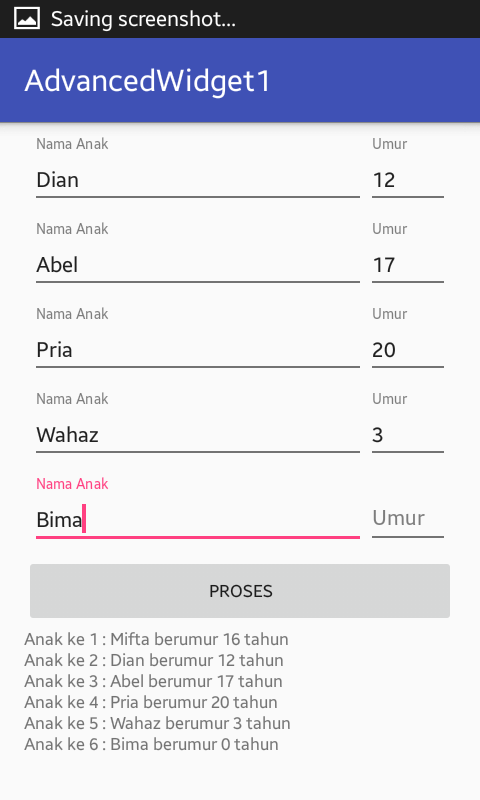 Saving screenshot...
AdvancedWidget1
Nama Anak Umur
Dian 12
Nama Anak Umur
Abel 17
Nama Anak Umur
Pria 20
Nama Anak Umur
Wahaz 3
Nama Anak
Bima Umur
PROSES
Anak ke 1 : Mifta berumur 16 tahun
Anak ke 2 : Dian berumur 12 tahun
Anak ke 3 : Abel berumur 17 tahun
Anak ke 4 : Pria berumur 20 tahun
Anak ke 5 : Wahaz berumur 3 tahun
Anak ke 6 : Bima berumur 0 tahun